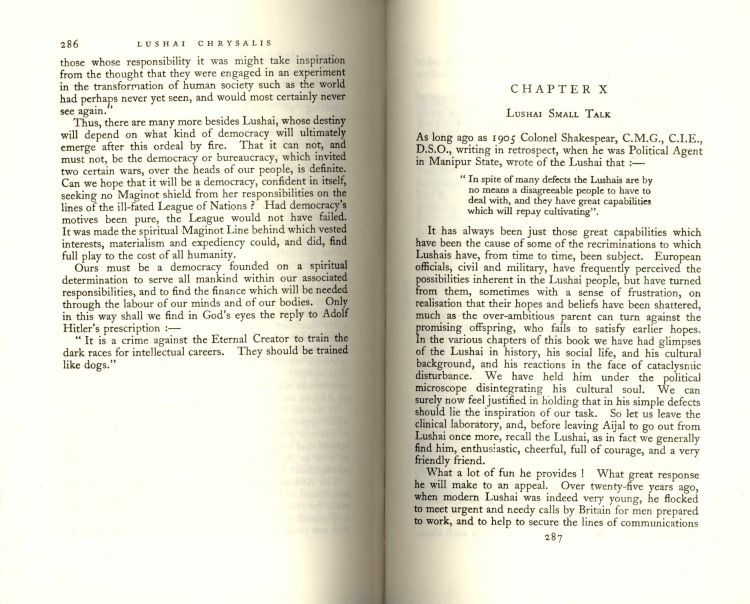 286 LUSHAI CHRYSALIS
those whose responsibility it was might take inspiration
from the thought that they were engaged in an experiment
in the transformation of human society such as the world
had perhaps never yet seen, and would most certainly never
see again."
Thus, there are many more besides Lushai, whose destiny
will depend on what kind of democracy will ultimately
emerge after this ordeal by fire. That it can not, and
must not, be the democracy or bureaucracy, which invited
two certain wars, over the heads of our people, is definite.
Can we hope that it will be a democracy, confident in itself,
seeking no Maginot shield from her responsibilities on the
lines of the ill-fated League of Nations ? Had democracy's
motives been pure, the League would not have failed.
It was made the spiritual Maginot Line behind which vested
interests, materialism and expediency could, and did, find
full play to the cost of all humanity.
Ours must be a democracy founded on a spiritual
determination to serve all mankind within our associated
responsibilities, and to find the finance which will be needed
through the labour of our minds and of our bodies. Only
in this way shall we find in God's eyes the reply to Adolf
Hitler's prescription :—
" It is a crime against the Eternal Creator to train the
dark races for intellectual careers. They should be trained
like dogs."
CHAPTER X
LUSHAI SMALL TALK
As long ago as 1905 Colonel Shakespear, C.M.G., C.I.E.,
D.S.O., writing in retrospect, when he was Political Agent
in Manipur State, wrote of the Lushai that :—
" In spite of many defects the Lushais are by
no means a disagreeable people to have to
deal with, and they have great capabilities
which will repay cultivating".
It has always been just those great capabilities which
have been the cause of some of the recriminations to which
Lushais have, from time to time, been subject. European
officials, civil and military, have frequently perceived the
possibilities inherent in the Lushai people, but have turned
from them, sometimes with a sense of frustration, on
realisation that their hopes and beliefs have been shattered,
much as the over-ambitious parent can turn against the
promising offspring, who fails to satisfy earlier hopes.
In the various chapters of this book we have had glimpses
of the Lushai in history, his social life, and his cultural
background, and his reactions in the face of cataclysmic
disturbance. We have held him under the political
microscope disintegrating his cultural soul. We can
surely now feel justified in holding that in his simple defects
should lie the inspiration of our task. So let us leave the
clinical laboratory, and, before leaving Aijal to go out from
Lushai once more, recall the Lushai, as in fact we generally
find him, enthusiastic, cheerful, full of courage, and a very
friendly friend.
What a lot of fun he provides ! What great response
he will make to an appeal. Over twenty-five years ago,
when modern Lushai was indeed very young, he flocked
to meet urgent and needy calls by Britain for men prepared
to work, and to help to secure the lines of communications
287